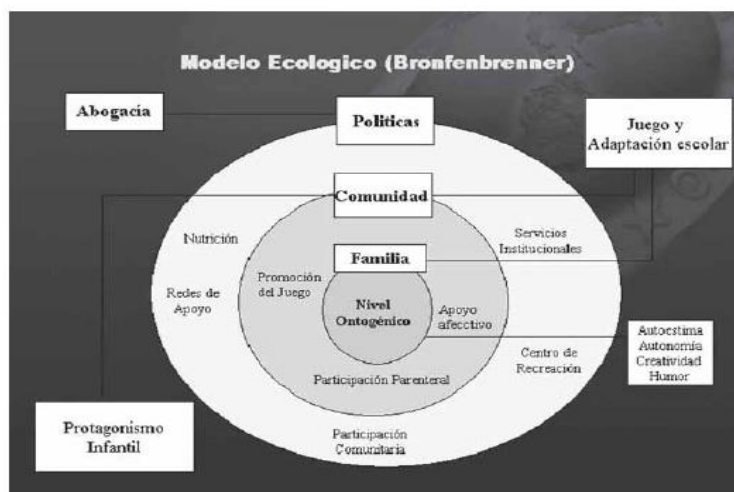 Modelo Ecologico (Bronfenbrenner)
Abogacía
Politicas
Juego y
Adaptación escolar
Comunidad
Nutrición
Servicios
Institucionales
Familia
Promoción
del Juego
Redes de
Apoyo
Nivel
Ontogénico
Apoyo
afecctivo
Autoestima
Autonomía
Creatividad
Humor
Centro de
Recreación
Participación Parenteral
Protagonismo
Infantil
Participación
Comunitaria